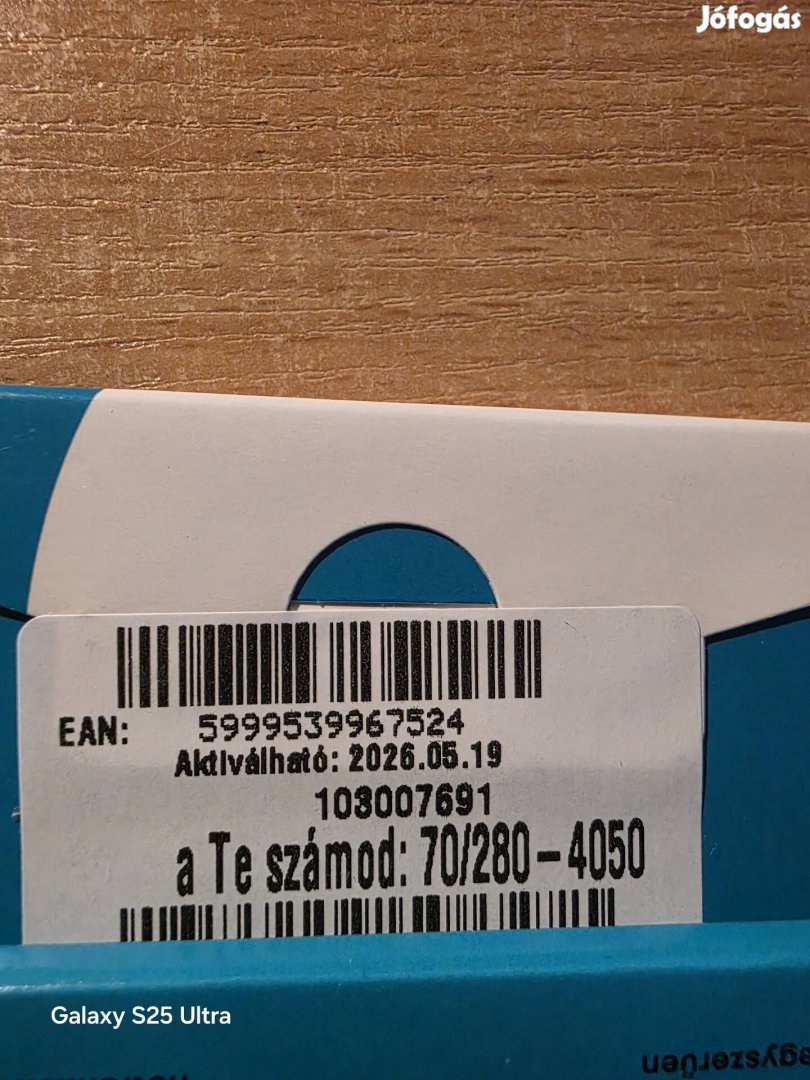 Jófogás
EAN: 5999539967524
Aktiválható: 2026.05.19
103007691
a Te számod: 70/280-4050
Galaxy S25 Ultra